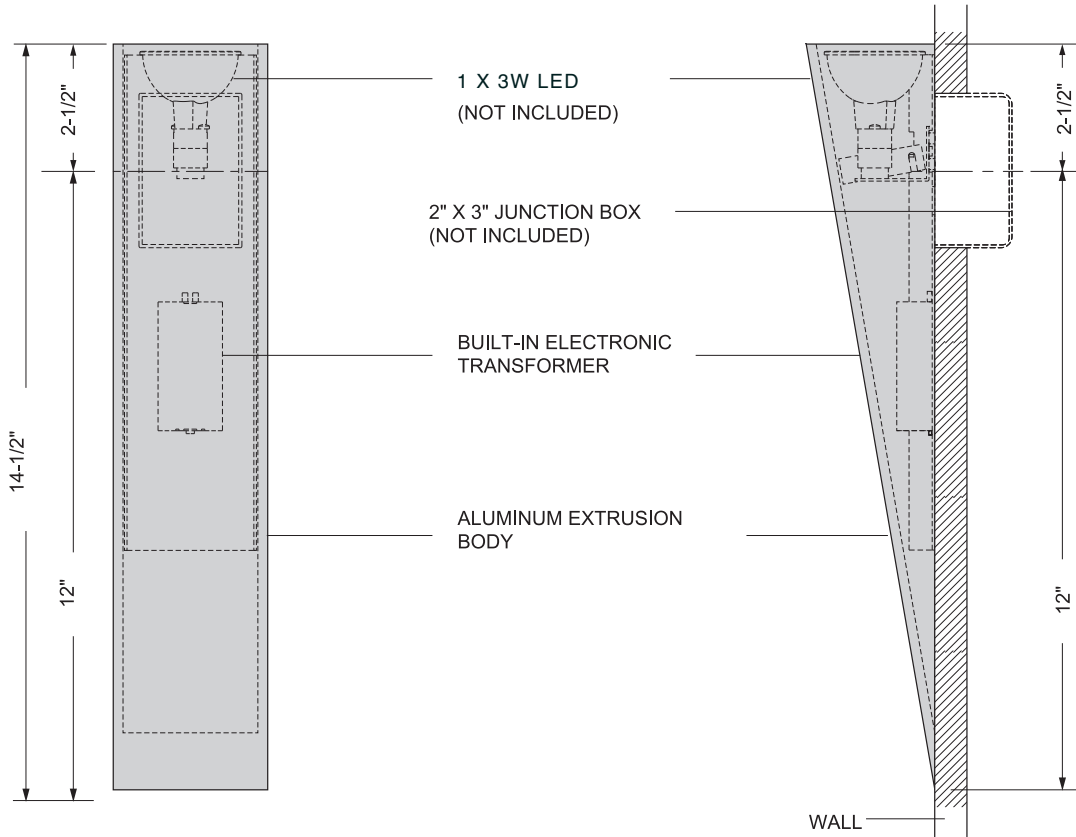 2-1/2"
14-1/2"
12"
1 X 3W LED
(NOT INCLUDED)
2" X 3" JUNCTION BOX
(NOT INCLUDED)
BUILT-IN ELECTRONIC
TRANSFORMER
ALUMINUM EXTRUSION
BODY
2-1/2"
12"
WALL